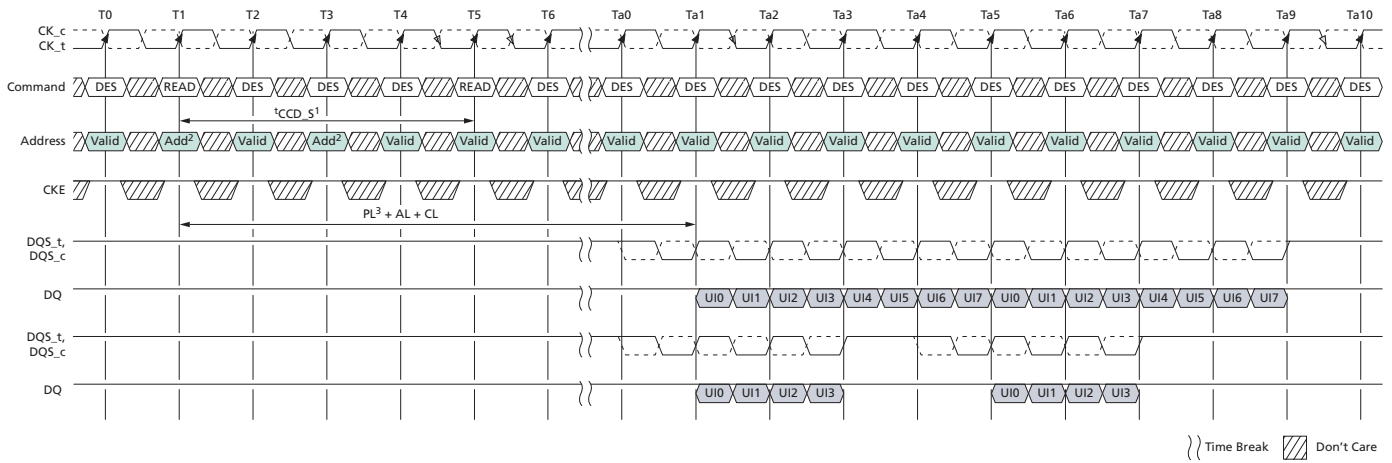 T0 T1 T2 T3 T4 T5 T6 Ta0 Ta1 Ta2 Ta3 Ta4 Ta5 Ta6 Ta7 Ta8 Ta9 Ta10
CK_c
CK_t
Command DES READ DES DES DES READ DES DES DES DES DES DES DES DES DES DES DES DES
tCCD_S1
Address Valid Add2 Valid Add2 Valid Valid Valid Valid Valid Valid Valid Valid Valid Valid Valid Valid Valid Valid
CKE
PL3 + AL + CL
DQS_t,
DQS_c
DQ UI0 UI1 UI2 UI3 UI4 UI5 UI6 UI7 UI0 UI1 UI2 UI3 UI4 UI5 UI6 UI7
DQS_t,
DQS_c
DQ UI0 UI1 UI2 UI3 UI0 UI1 UI2 UI3
Time Break Don't Care